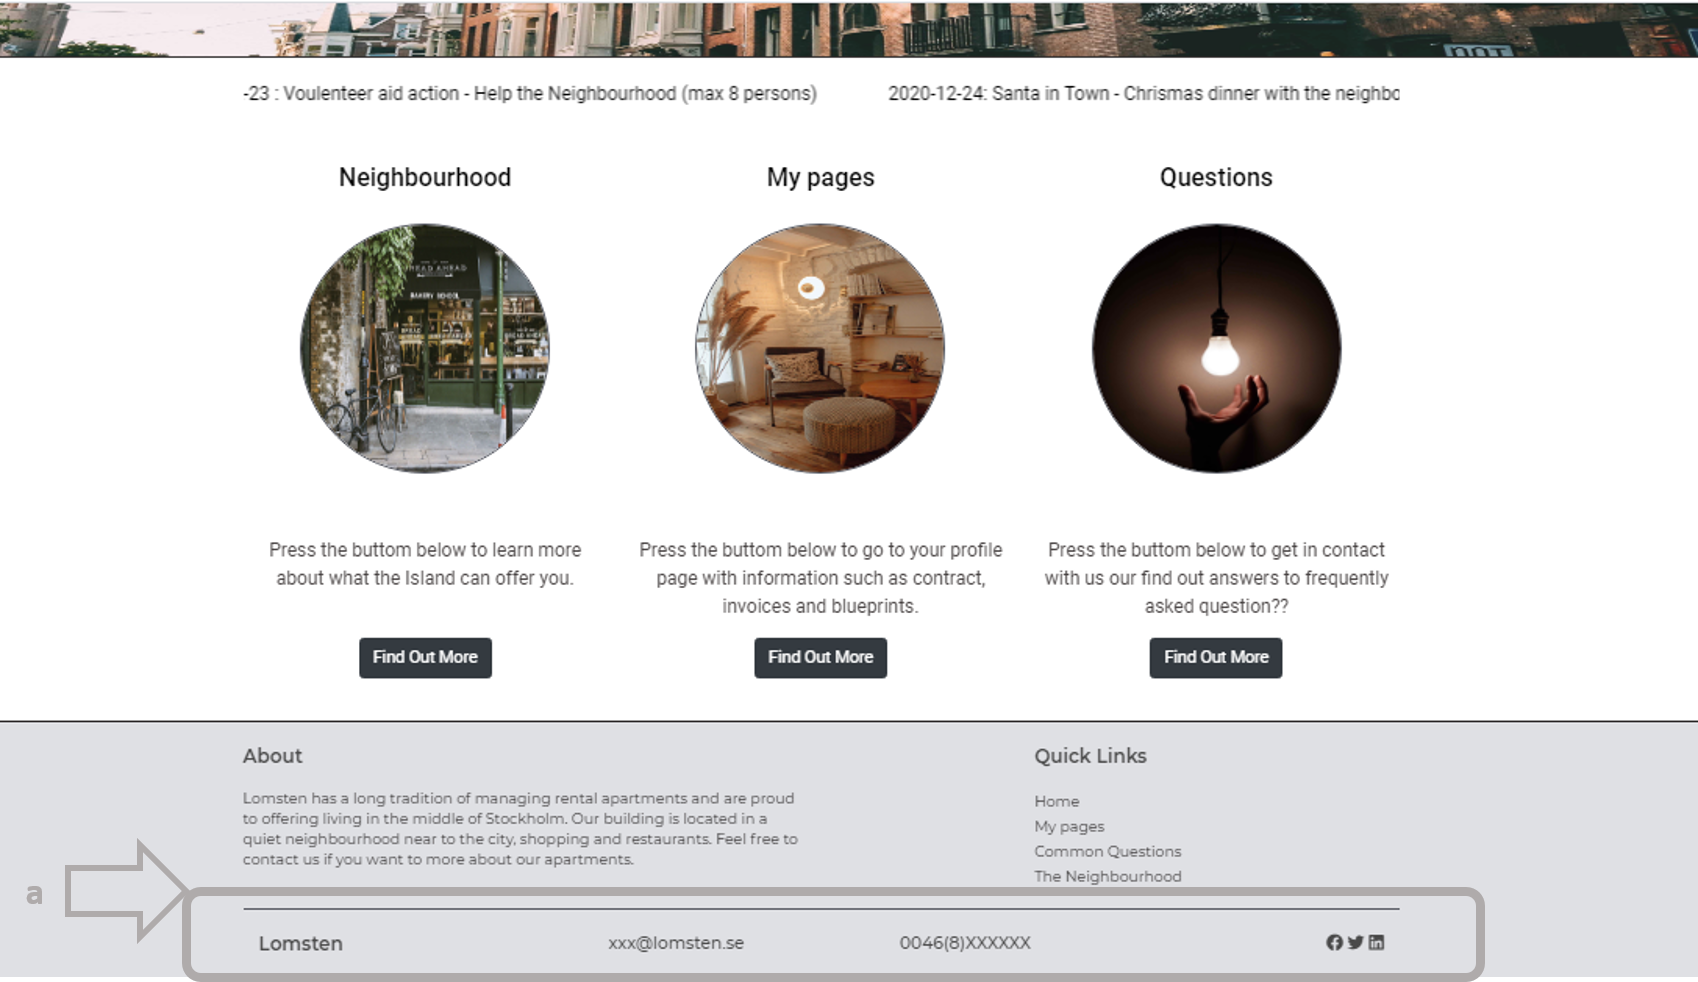 -23 : Voulenteer aid action - Help the Neighbourhood (max 8 persons) 2020-12-24: Santa in Town - Chrismas dinner with the neighbo
Neighbourhood
My pages
Questions
BREAD AHEAD
BAKERY SCHOOL
Press the buttom below to learn more
about what the Island can offer you.
Find Out More
Press the buttom below to go to your profile
page with information such as contract,
invoices and blueprints.
Find Out More
Press the buttom below to get in contact
with us our find out answers to frequently
asked question??
Find Out More
About
Lomsten has a long tradition of managing rental apartments and are proud
to offering living in the middle of Stockholm. Our building is located in a
quiet neighbourhood near to the city, shopping and restaurants. Feel free to
contact us if you want to more about our apartments.
Quick Links
Home
My pages
Common Questions
The Neighbourhood
a
Lomsten xxx@lomsten.se 0046(8)XXXXXX